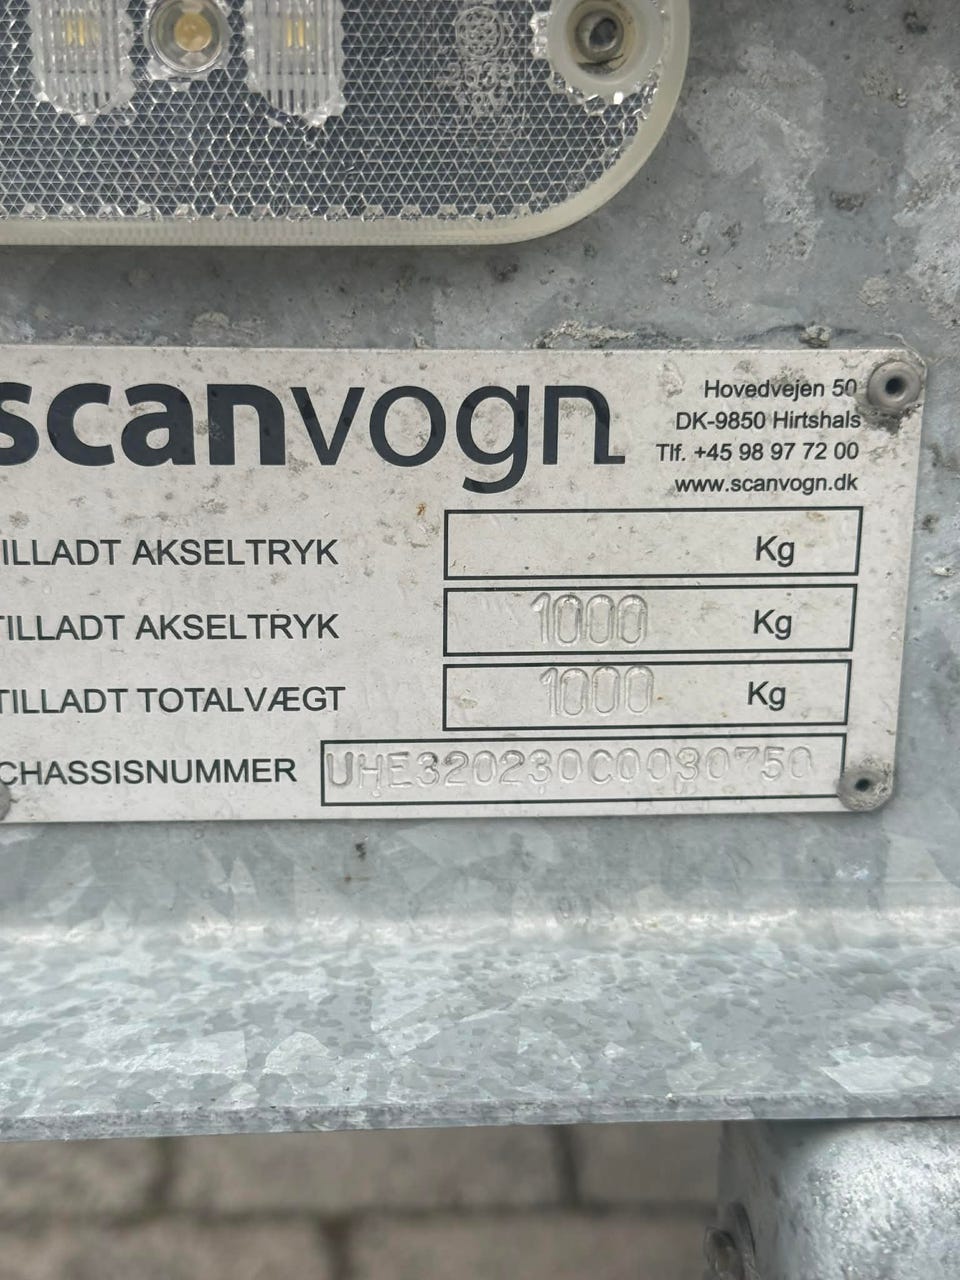 scanvogn
Hovedvejen 50
DK-9850 Hirtshals
Tlf. +45 98 97 72 00
www.scanvogn.dk
TILLADT AKSELTRYK Kg
TILLADT AKSELTRYK 1000 Kg
TILLADT TOTALVÆGT 1000 Kg
CHASSISNUMMER UHE320230C0030750